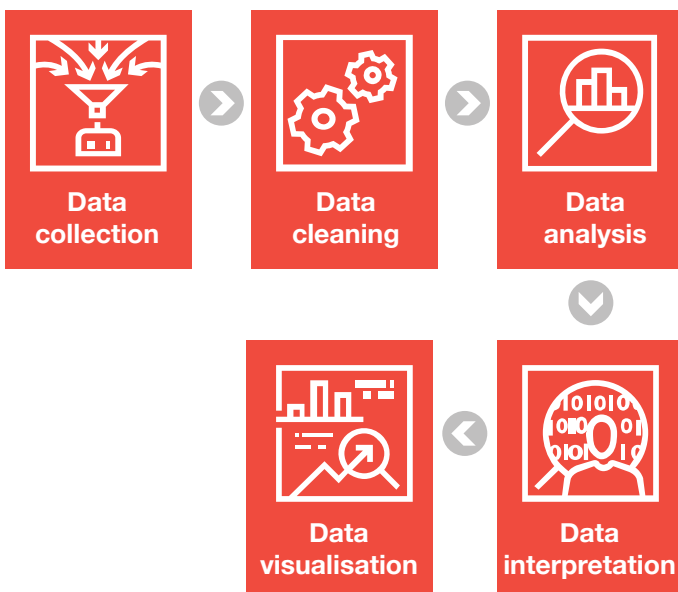 Data
collection
Data
cleaning
Data
analysis
Data
interpretation
Data
visualisation